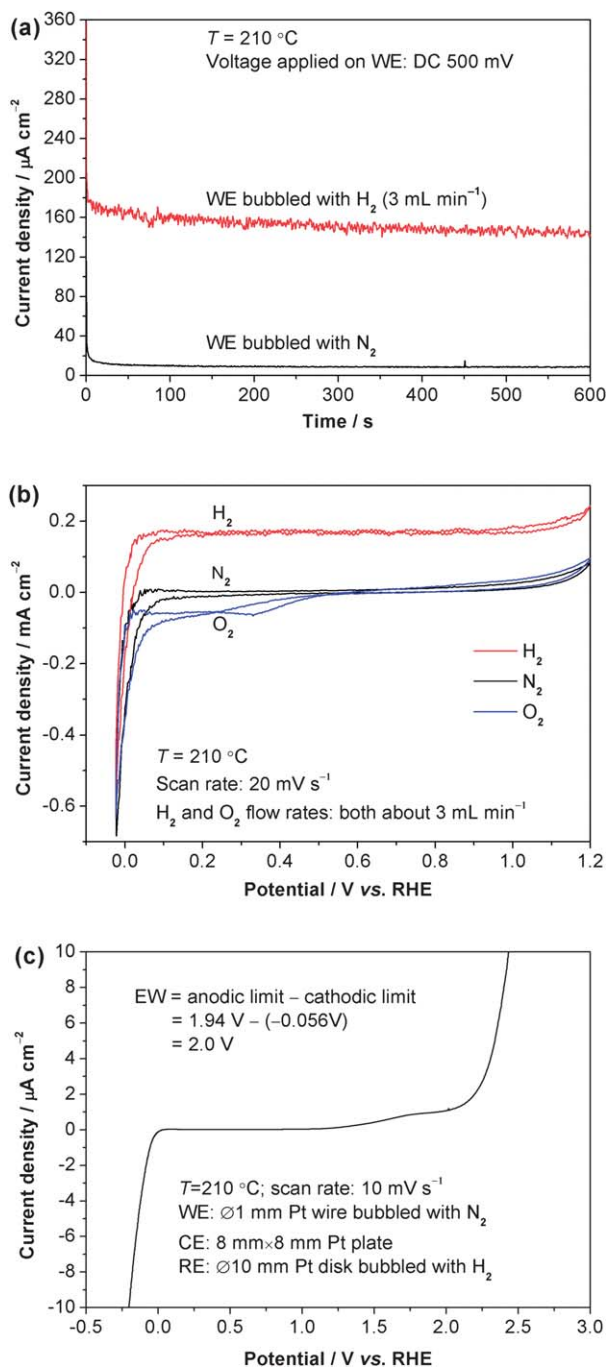 (a)
360
320
280
240
200
160
120
80
40
0
Current density / μA cm⁻²
T = 210 °C
Voltage applied on WE: DC 500 mV
WE bubbled with H₂ (3 mL min⁻¹)
WE bubbled with N₂
0 100 200 300 400 500 600
Time / s
(b)
0.2
0.0
-0.2
-0.4
-0.6
Current density / mA cm⁻²
H₂
N₂
O₂
H₂
N₂
O₂
T = 210 °C
Scan rate: 20 mV s⁻¹
H₂ and O₂ flow rates: both about 3 mL min⁻¹
0.0 0.2 0.4 0.6 0.8 1.0 1.2
Potential / V vs. RHE
(c)
10
8
6
4
2
0
-2
-4
-6
-8
-10
Current density / μA cm⁻²
EW = anodic limit − cathodic limit
= 1.94 V − (−0.056V)
= 2.0 V
T=210 °C; scan rate: 10 mV s⁻¹
WE: ∅1 mm Pt wire bubbled with N₂
CE: 8 mm×8 mm Pt plate
RE: ∅10 mm Pt disk bubbled with H₂
-0.5 0.0 0.5 1.0 1.5 2.0 2.5 3.0
Potential / V vs. RHE